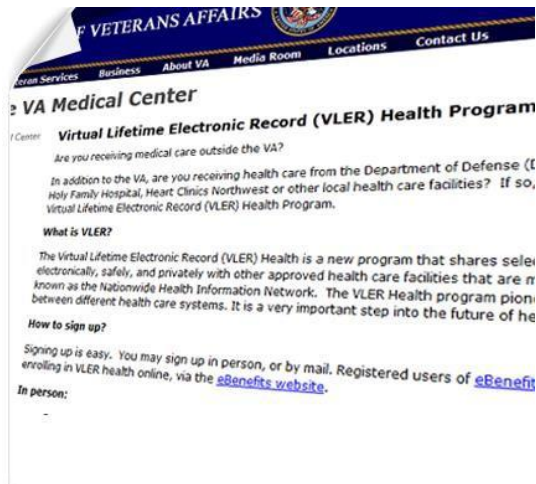 F VETERANS AFFAIRS
Veteran Services Business About VA Media Room Locations Contact Us
e VA Medical Center
l Center
Virtual Lifetime Electronic Record (VLER) Health Program
Are you receiving medical care outside the VA?
In addition to the VA, are you receiving health care from the Department of Defense (D
Holy Family Hospital, Heart Clinics Northwest or other local health care facilities? If so,
Virtual Lifetime Electronic Record (VLER) Health Program.
What is VLER?
The Virtual Lifetime Electronic Record (VLER) Health is a new program that shares selec
electronically, safely, and privately with other approved health care facilities that are m
known as the Nationwide Health Information Network. The VLER Health program pione
between different health care systems. It is a very important step into the future of he
How to sign up?
Signing up is easy. You may sign up in person, or by mail. Registered users of eBenefit
enrolling in VLER health online, via the eBenefits website.
In person:
-